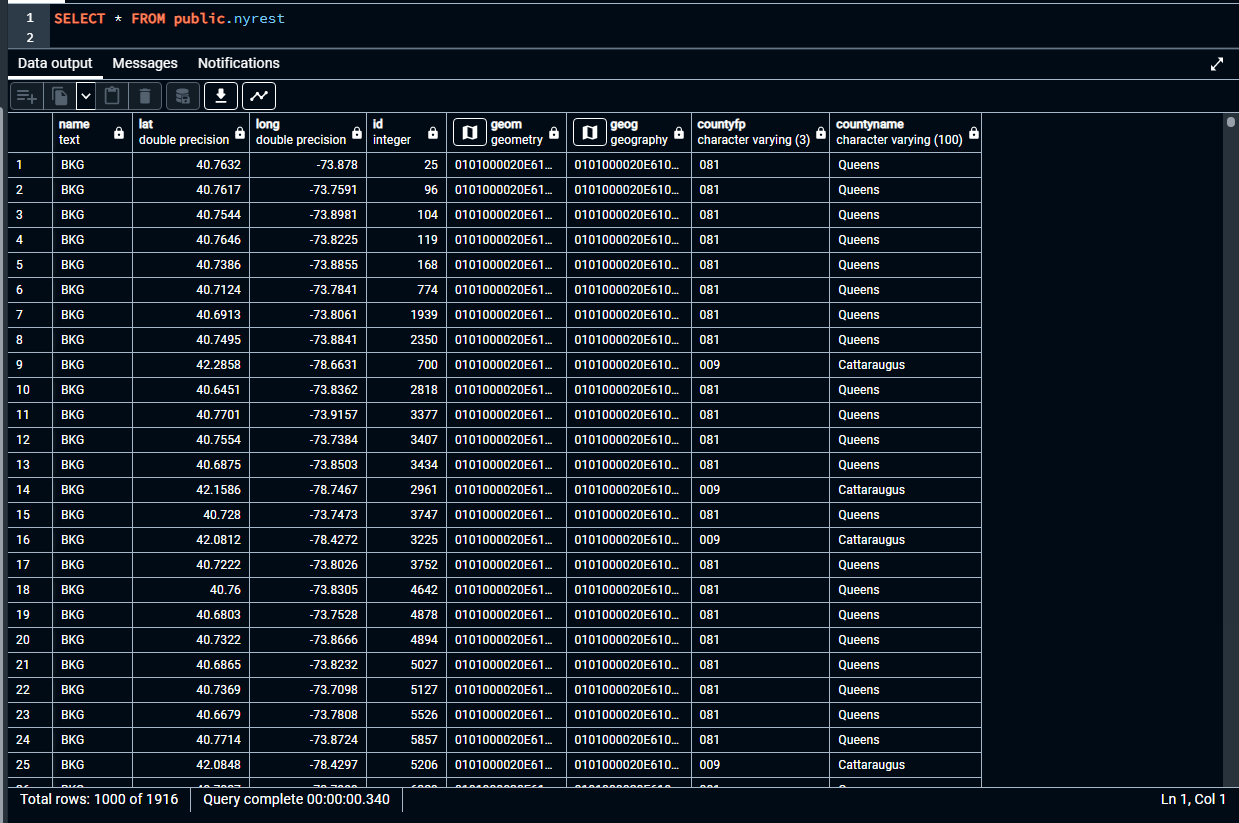 1 SELECT * FROM public.nyrest
2
Data output Messages Notifications
name lat long id geom geog countyfp countyname
text double precision double precision integer geometry geography character varying (3) character varying (100)
1 BKG 40.7632 -73.878 25 0101000020E61... 0101000020E610... 081 Queens
2 BKG 40.7617 -73.7591 96 0101000020E61... 0101000020E610... 081 Queens
3 BKG 40.7544 -73.8981 104 0101000020E61... 0101000020E610... 081 Queens
4 BKG 40.7646 -73.8225 119 0101000020E61... 0101000020E610... 081 Queens
5 BKG 40.7386 -73.8855 168 0101000020E61... 0101000020E610... 081 Queens
6 BKG 40.7124 -73.7841 774 0101000020E61... 0101000020E610... 081 Queens
7 BKG 40.6913 -73.8061 1939 0101000020E61... 0101000020E610... 081 Queens
8 BKG 40.7495 -73.8841 2350 0101000020E61... 0101000020E610... 081 Queens
9 BKG 42.2858 -78.6631 700 0101000020E61... 0101000020E610... 009 Cattaraugus
10 BKG 40.6451 -73.8362 2818 0101000020E61... 0101000020E610... 081 Queens
11 BKG 40.7701 -73.9157 3377 0101000020E61... 0101000020E610... 081 Queens
12 BKG 40.7554 -73.7384 3407 0101000020E61... 0101000020E610... 081 Queens
13 BKG 40.6875 -73.8503 3434 0101000020E61... 0101000020E610... 081 Queens
14 BKG 42.1586 -78.7467 2961 0101000020E61... 0101000020E610... 009 Cattaraugus
15 BKG 40.728 -73.7473 3747 0101000020E61... 0101000020E610... 081 Queens
16 BKG 42.0812 -78.4272 3225 0101000020E61... 0101000020E610... 009 Cattaraugus
17 BKG 40.7222 -73.8026 3752 0101000020E61... 0101000020E610... 081 Queens
18 BKG 40.76 -73.8305 4642 0101000020E61... 0101000020E610... 081 Queens
19 BKG 40.6803 -73.7528 4878 0101000020E61... 0101000020E610... 081 Queens
20 BKG 40.7322 -73.8666 4894 0101000020E61... 0101000020E610... 081 Queens
21 BKG 40.6865 -73.8232 5027 0101000020E61... 0101000020E610... 081 Queens
22 BKG 40.7369 -73.7098 5127 0101000020E61... 0101000020E610... 081 Queens
23 BKG 40.6679 -73.7808 5526 0101000020E61... 0101000020E610... 081 Queens
24 BKG 40.7714 -73.8724 5857 0101000020E61... 0101000020E610... 081 Queens
25 BKG 42.0848 -78.4297 5206 0101000020E61... 0101000020E610... 009 Cattaraugus
Total rows: 1000 of 1916 Query complete 00:00:00.340 Ln 1, Col 1